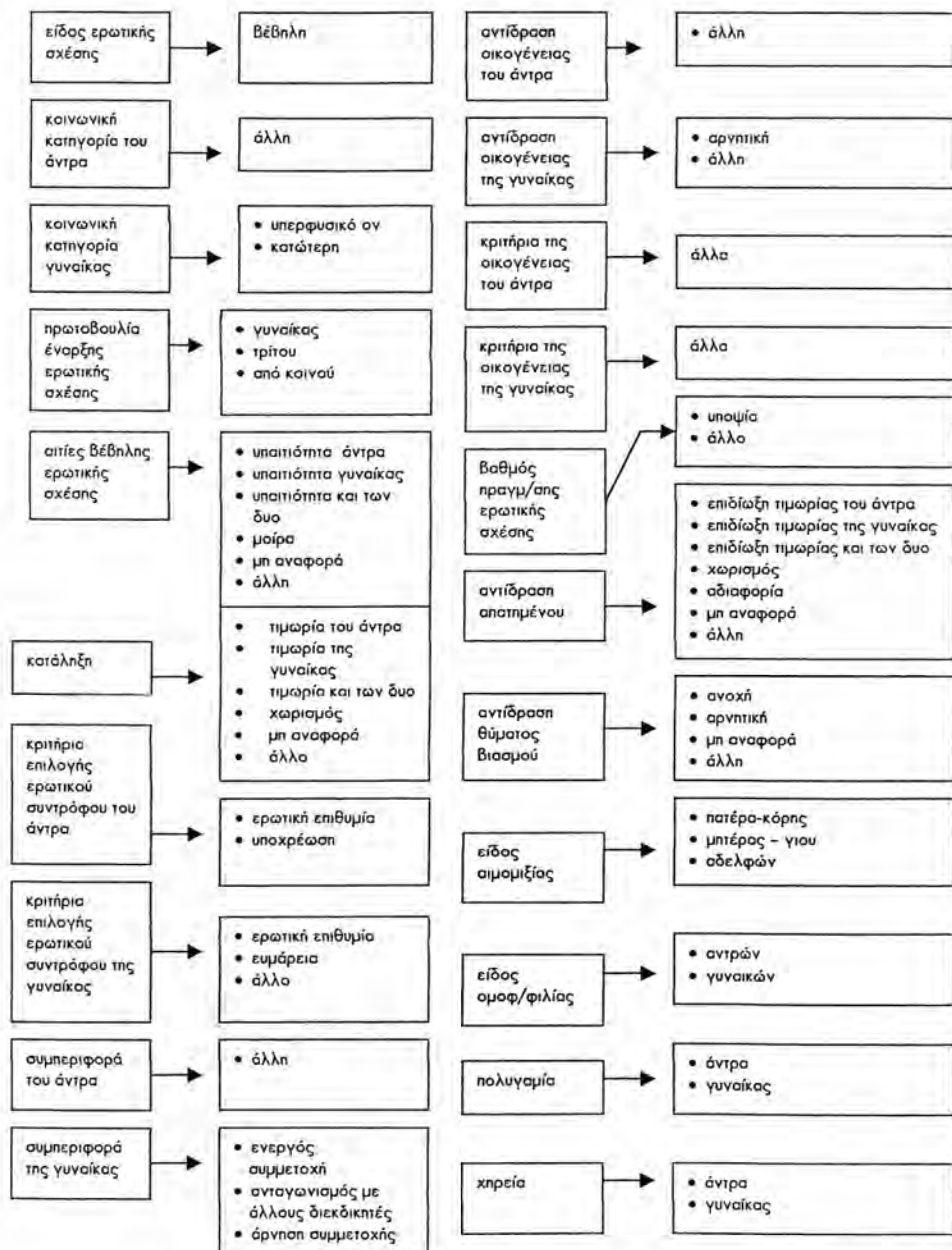 είδος ερωτικής
σχέσης
βέβηλη
κοινωνική
κατηγορία του
άντρα
άλλη
κοινωνική
κατηγορία
γυναίκας
• υπερφυσικό ον
• κατώτερη
πρωτοβουλία
έναρξης
ερωτικής
σχέσης
• γυναίκας
• τρίτου
• από κοινού
αιτίες βέβηλης
ερωτικής
σχέσης
• υπαιτιότητα άντρα
• υπαιτιότητα γυναίκας
• υπαιτιότητα και των
δυο
• μοίρα
• μη αναφορά
• άλλη
κατάληξη
• τιμωρία του άντρα
• τιμωρία της
γυναίκας
• τιμωρία και των δυο
• χωρισμός
• μη αναφορά
• άλλο
κριτήρια
επιλογής
ερωτικού
συντρόφου του
άντρα
• ερωτική επιθυμία
• υποχρέωση
κριτήρια
επιλογής
ερωτικού
συντρόφου της
γυναίκας
• ερωτική επιθυμία
• ευμάρεια
• άλλο
συμπεριφορά
του άντρα
• άλλη
συμπεριφορά
της γυναίκας
• ενεργός
συμμετοχή
• ανταγωνισμός με
άλλους διεκδικητές
• άρνηση συμμετοχής
αντίδραση
οικογένειας
του άντρα
• άλλη
αντίδραση
οικογένειας
της γυναίκας
• αρνητική
• άλλη
κριτήρια της
οικογένειας
του άντρα
άλλα
κριτήρια της
οικογένειας
της γυναίκας
άλλα
βαθμός
πραγμ/σης
ερωτικής
σχέσης
• υποψία
• άλλο
αντίδραση
απατημένου
• επιδίωξη τιμωρίας του άντρα
• επιδίωξη τιμωρίας της γυναίκας
• επιδίωξη τιμωρίας και των δυο
• χωρισμός
• αδιαφορία
• μη αναφορά
• άλλη
αντίδραση
θύματος
βιασμού
• ανοχή
• αρνητική
• μη αναφορά
• άλλη
είδος
αιμομιξίας
• πατέρα-κόρης
• μητέρας – γιου
• αδελφών
είδος
ομοφ/φιλίας
• αντρών
• γυναικών
πολυγαμία
• άντρα
• γυναίκας
χηρεία
• άντρα
• γυναίκας